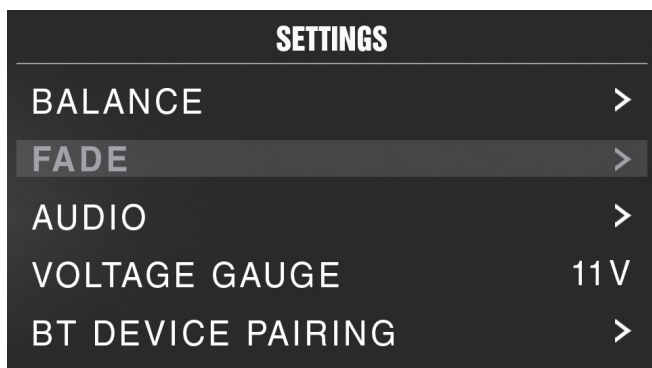 SETTINGS
BALANCE >
FADE >
AUDIO >
VOLTAGE GAUGE 11V
BT DEVICE PAIRING >